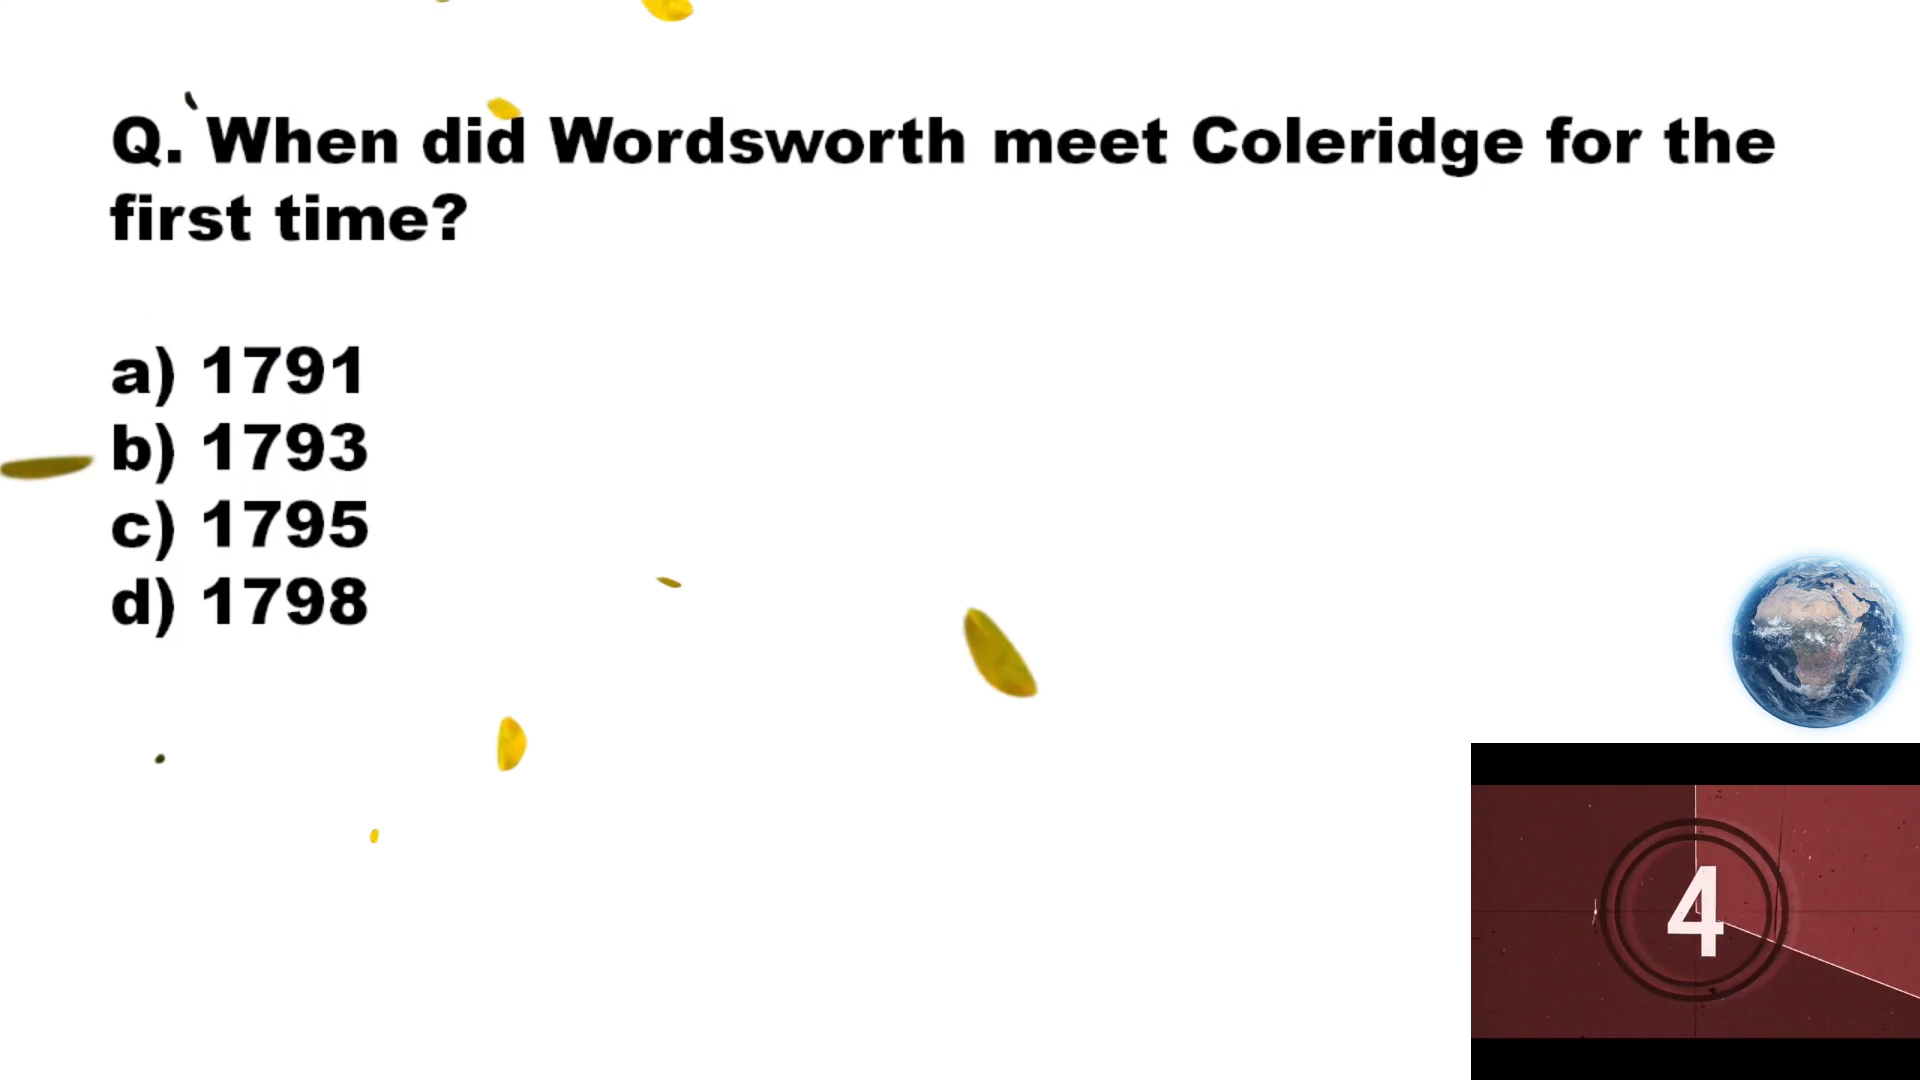 Q. When did Wordsworth meet Coleridge for the
first time?
a) 1791
b) 1793
c) 1795
d) 1798
4